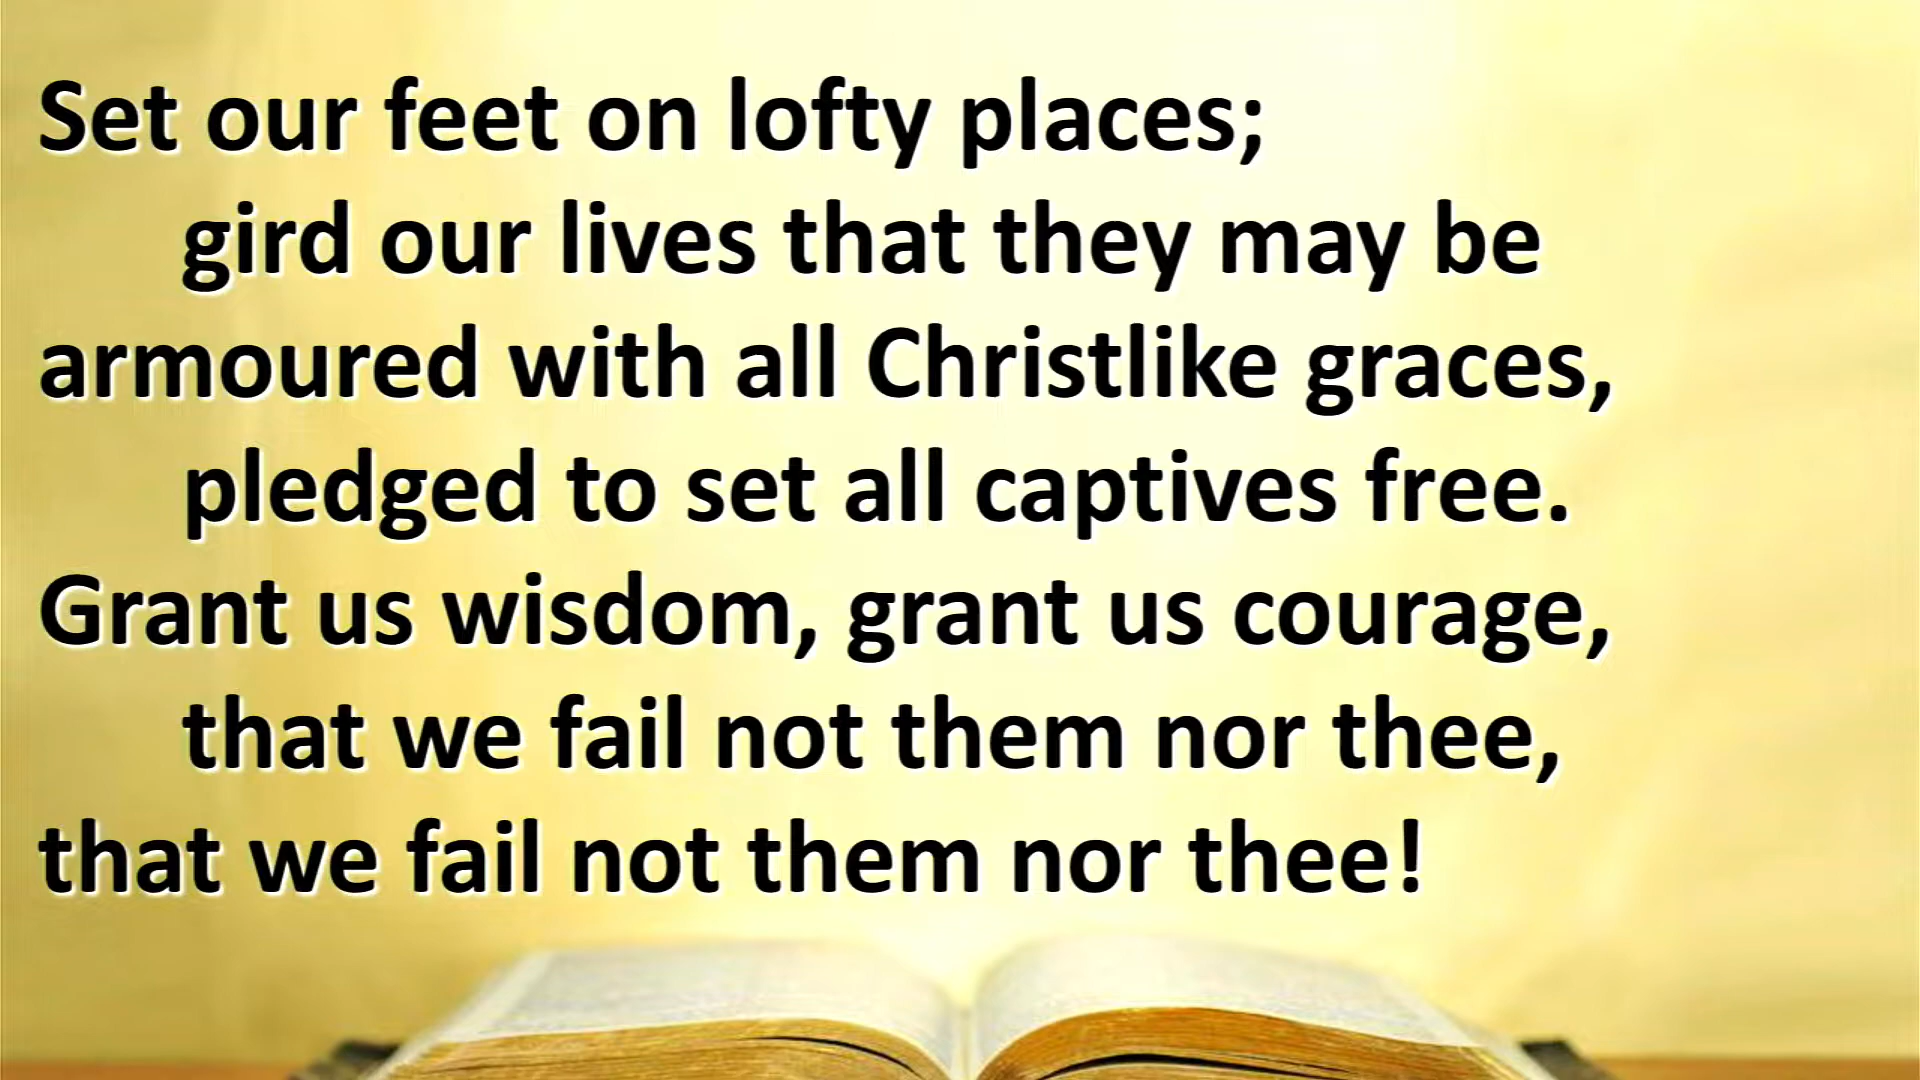 Set our feet on lofty places;
gird our lives that they may be
armoured with all Christlike graces,
pledged to set all captives free.
Grant us wisdom, grant us courage,
that we fail not them nor thee,
that we fail not them nor thee!